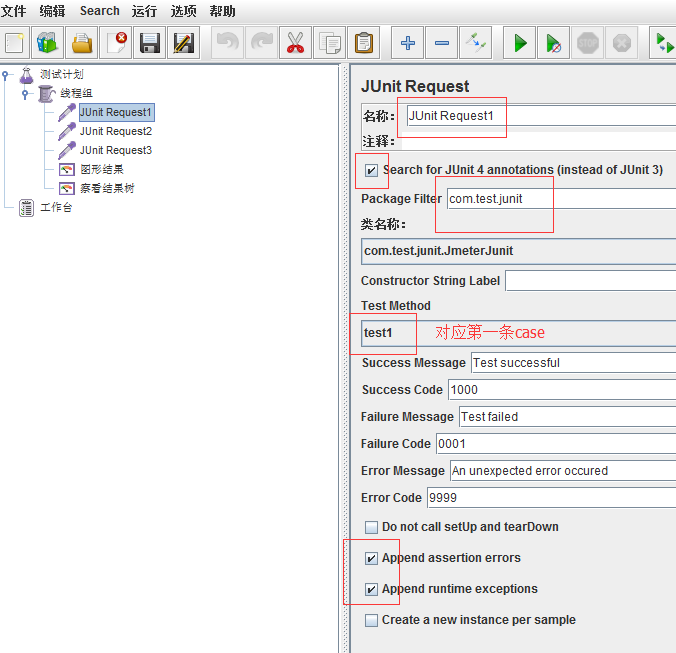 文件 编辑 Search 运行 选项 帮助
STOP
测试计划
线程组
JUnit Request1
JUnit Request2
JUnit Request3
图形结果
察看结果树
工作台
JUnit Request
名称： JUnit Request1
注释：
Search for JUnit 4 annotations (instead of JUnit 3)
Package Filter com.test.junit
类名称：
com.test.junit.JmeterJunit
Constructor String Label
Test Method
test1 对应第一条case
Success Message Test successful
Success Code 1000
Failure Message Test failed
Failure Code 0001
Error Message An unexpected error occured
Error Code 9999
Do not call setUp and tearDown
Append assertion errors
Append runtime exceptions
Create a new instance per sample